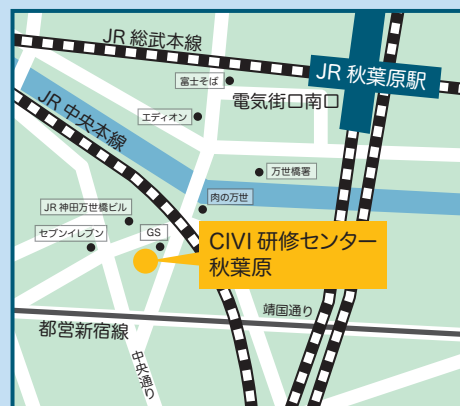 JR 総武本線
JR 秋葉原駅
富士そば
電気街口南口
JR 中央本線
エディオン
万世橋署
肉の万世
JR 神田万世橋ビル
セブンイレブン
GS
CIVI 研修センター
秋葉原
靖国通り
都営新宿線
中央通り